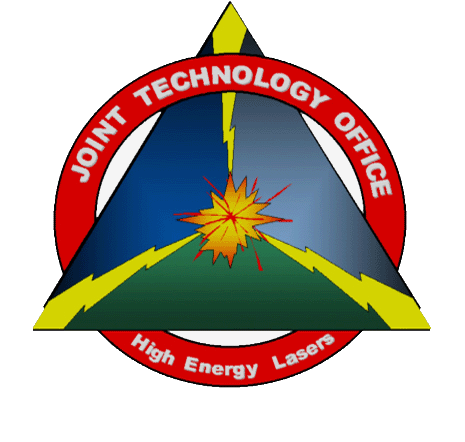 JOINT TECHNOLOGY OFFICE
High Energy Lasers